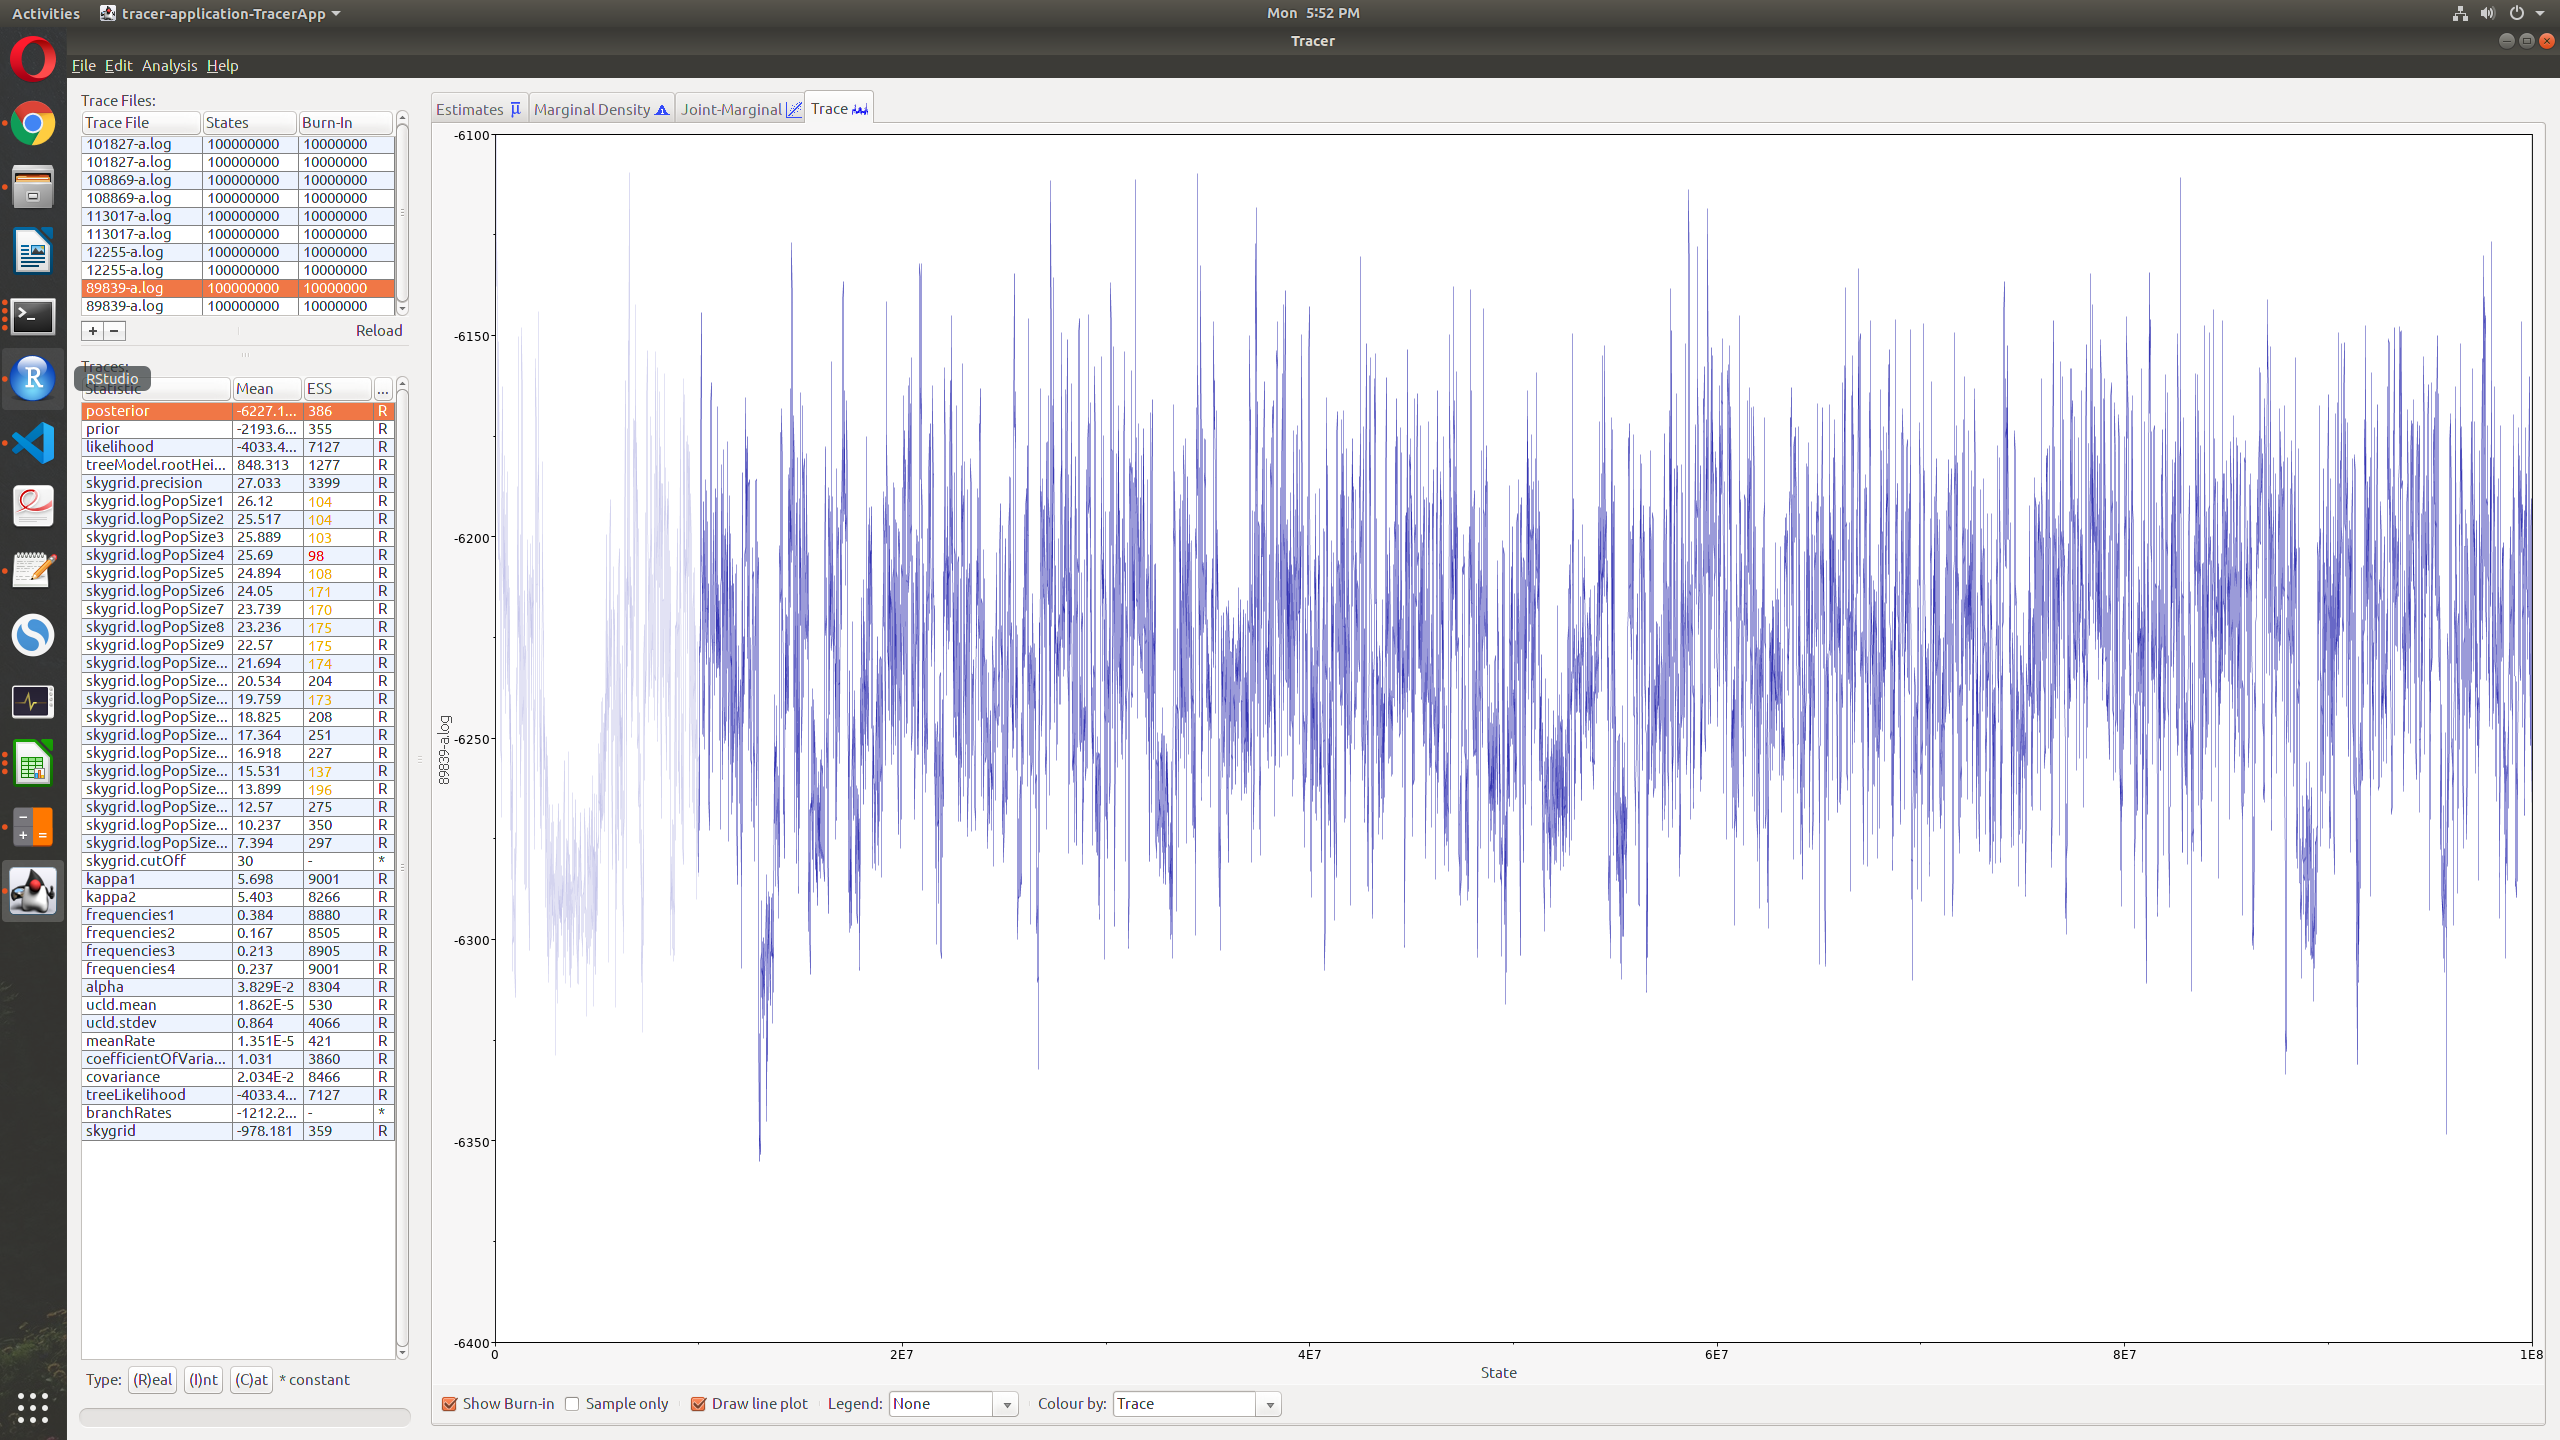 Activities tracer-application-TracerApp Mon 5:52 PM
Tracer
File Edit Analysis Help
Trace Files:
Trace File States Burn-In
101827-a.log 100000000 10000000
101827-a.log 100000000 10000000
108869-a.log 100000000 10000000
108869-a.log 100000000 10000000
113017-a.log 100000000 10000000
113017-a.log 100000000 10000000
12255-a.log 100000000 10000000
12255-a.log 100000000 10000000
89839-a.log 100000000 10000000
89839-a.log 100000000 10000000
+ − Reload
Traces:
RStudio
Statistic Mean ESS ...
posterior -6227.1... 386 R
prior -2193.6... 355 R
likelihood -4033.4... 7127 R
treeModel.rootHei... 848.313 1277 R
skygrid.precision 27.033 3399 R
skygrid.logPopSize1 26.12 104 R
skygrid.logPopSize2 25.517 104 R
skygrid.logPopSize3 25.889 103 R
skygrid.logPopSize4 25.69 98 R
skygrid.logPopSize5 24.894 108 R
skygrid.logPopSize6 24.05 171 R
skygrid.logPopSize7 23.739 170 R
skygrid.logPopSize8 23.236 175 R
skygrid.logPopSize9 22.57 175 R
skygrid.logPopSize... 21.694 174 R
skygrid.logPopSize... 20.534 204 R
skygrid.logPopSize... 19.759 173 R
skygrid.logPopSize... 18.825 208 R
skygrid.logPopSize... 17.364 251 R
skygrid.logPopSize... 16.918 227 R
skygrid.logPopSize... 15.531 137 R
skygrid.logPopSize... 13.899 196 R
skygrid.logPopSize... 12.57 275 R
skygrid.logPopSize... 10.237 350 R
skygrid.logPopSize... 7.394 297 R
skygrid.cutOff 30 - *
kappa1 5.698 9001 R
kappa2 5.403 8266 R
frequencies1 0.384 8880 R
frequencies2 0.167 8505 R
frequencies3 0.213 8905 R
frequencies4 0.237 9001 R
alpha 3.829E-2 8304 R
ucld.mean 1.862E-5 530 R
ucld.stdev 0.864 4066 R
meanRate 1.351E-5 421 R
coefficientOfVaria... 1.031 3860 R
covariance 2.034E-2 8466 R
treeLikelihood -4033.4... 7127 R
branchRates -1212.2... - *
skygrid -978.181 359 R
Type: (R)eal (I)nt (C)at * constant
Estimates Marginal Density Joint-Marginal Trace
-6100
-6150
-6200
-6250
-6300
-6350
-6400
89839-a.log
0 2E7 4E7 6E7 8E7 1E8
State
Show Burn-in Sample only Draw line plot Legend: None Colour by: Trace